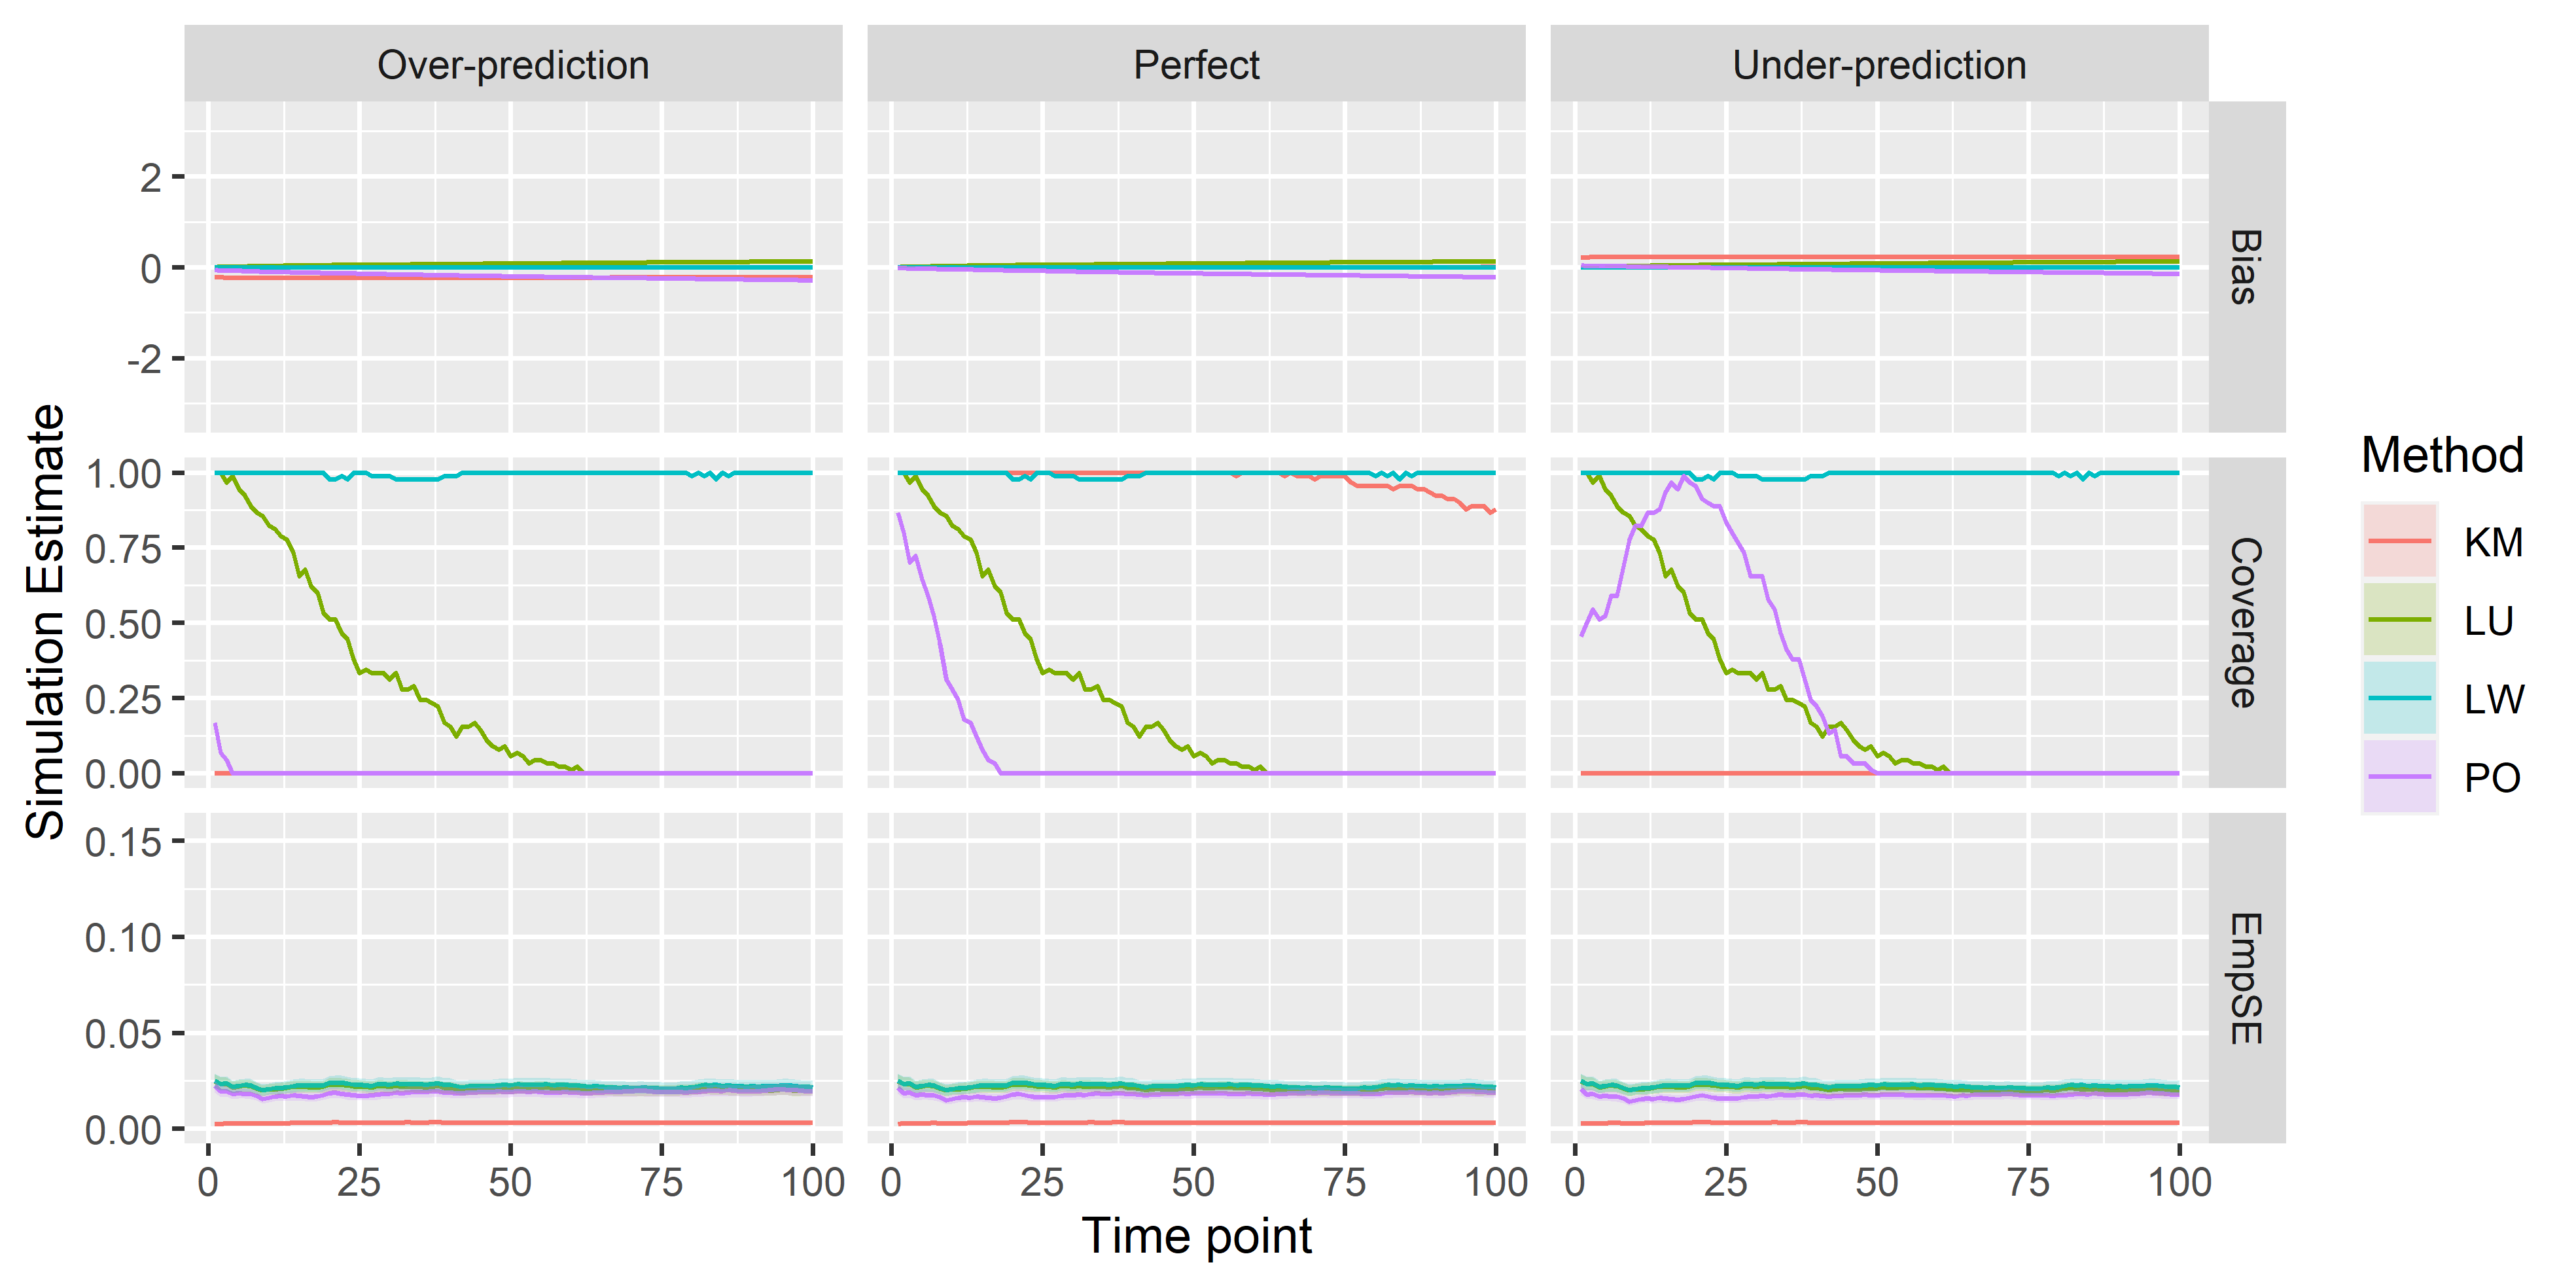 Over-prediction Perfect Under-prediction
2
0
-2
Bias
Simulation Estimate
1.00
0.75
0.50
0.25
0.00
Coverage
0.15
0.10
0.05
0.00
EmpSE
0 25 50 75 100 0 25 50 75 100 0 25 50 75 100
Time point
Method
KM
LU
LW
PO